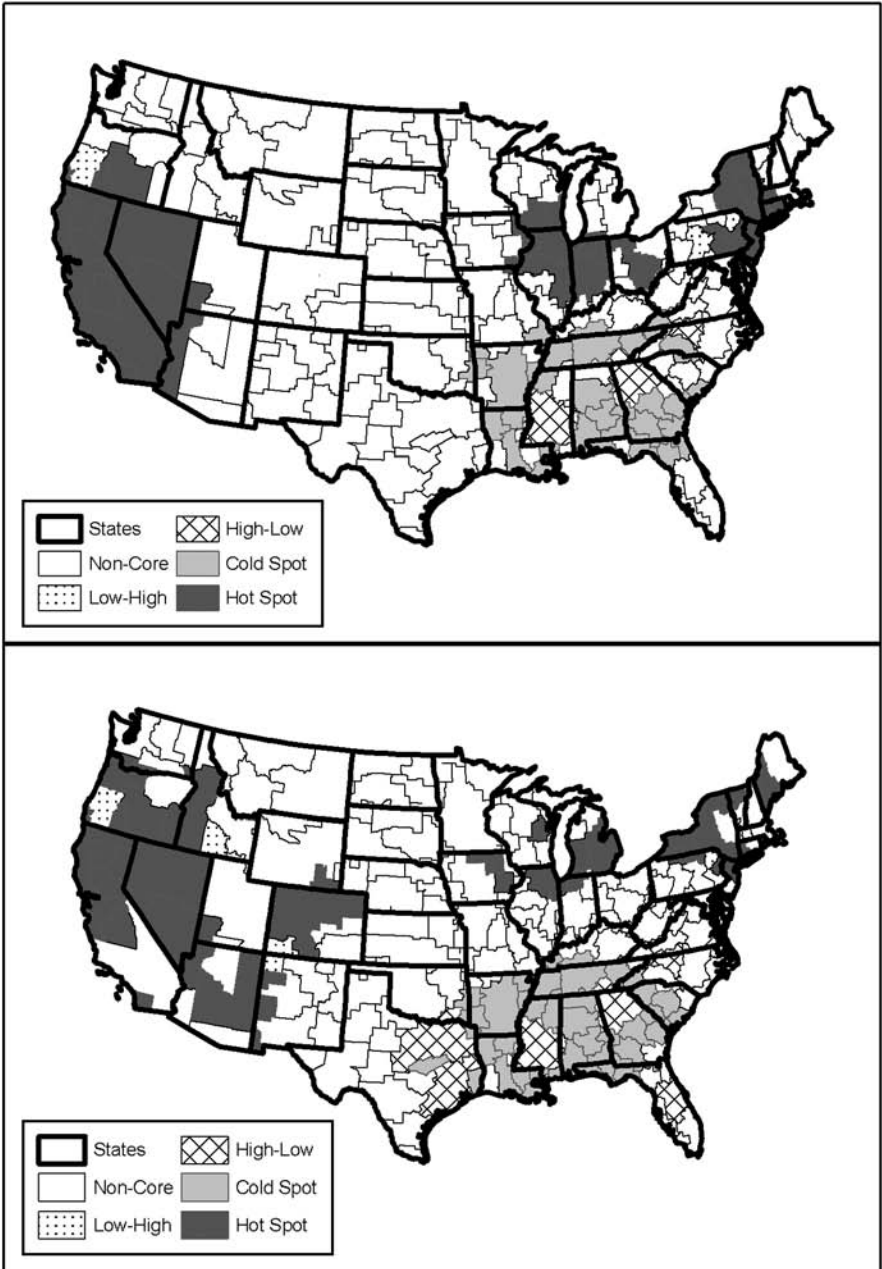 States
High-Low
Non-Core
Cold Spot
Low-High
Hot Spot
States
High-Low
Non-Core
Cold Spot
Low-High
Hot Spot